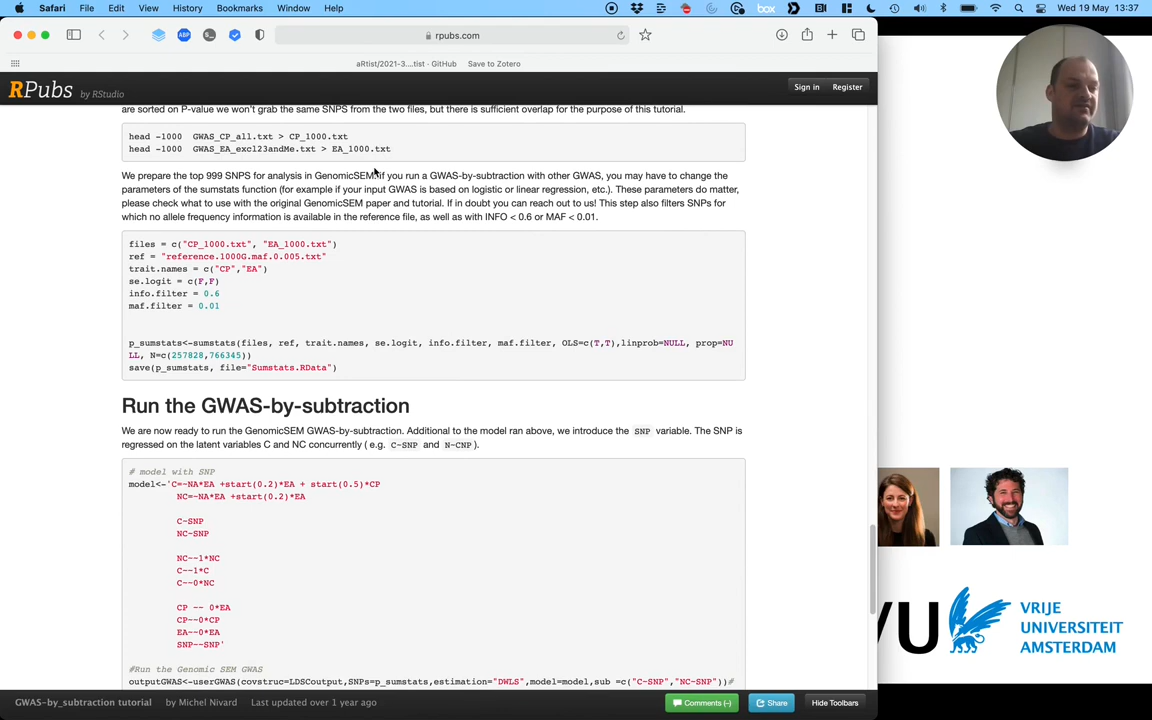 Safari File Edit View History Bookmarks Window Help
box
Wed 19 May 13:37
ABP
rpubs.com
aRtist/2021-3....tist · GitHub Save to Zotero
RPubs by RStudio
Sign in Register
are sorted on P-value we won't grab the same SNPS from the two files, but there is sufficient overlap for the purpose of this tutorial.
head -1000  GWAS_CP_all.txt > CP_1000.txt
head -1000  GWAS_EA_excl23andMe.txt > EA_1000.txt
We prepare the top 999 SNPS for analysis in GenomicSEM. if you run a GWAS-by-subtraction with other GWAS, you may have to change the
parameters of the sumstats function (for example if your input GWAS is based on logistic or linear regression, etc.). These parameters do matter,
please check what to use with the original GenomicSEM paper and tutorial. If in doubt you can reach out to us! This step also filters SNPs for
which no allele frequency information is available in the reference file, as well as with INFO < 0.6 or MAF < 0.01.
files = c("CP_1000.txt", "EA_1000.txt")
ref = "reference.1000G.maf.0.005.txt"
trait.names = c("CP","EA")
se.logit = c(F,F)
info.filter = 0.6
maf.filter = 0.01
p_sumstats<-sumstats(files, ref, trait.names, se.logit, info.filter, maf.filter, OLS=c(T,T),linprob=NULL, prop=NU
LL, N=c(257828,766345))
save(p_sumstats, file="Sumstats.RData")
Run the GWAS-by-subtraction
We are now ready to run the GenomicSEM GWAS-by-subtraction. Additional to the model ran above, we introduce the SNP variable. The SNP is
regressed on the latent variables C and NC concurrently ( e.g. C~SNP and N~CNP ).
# model with SNP
model<-'C=~NA*EA +start(0.2)*EA + start(0.5)*CP
NC=~NA*EA +start(0.2)*EA
C~SNP
NC~SNP
NC~~1*NC
C~~1*C
C~~0*NC
CP ~~ 0*EA
CP~~0*CP
EA~~0*EA
SNP~~SNP'
#Run the Genomic SEM GWAS
outputGWAS<-userGWAS(covstruc=LDSCoutput,SNPs=p_sumstats,estimation="DWLS",model=model,sub =c("C~SNP","NC~SNP"))#
GWAS-by_subtraction tutorial by Michel Nivard Last updated over 1 year ago
Comments (–) Share Hide Toolbars
VU VRIJE
UNIVERSITEIT
AMSTERDAM